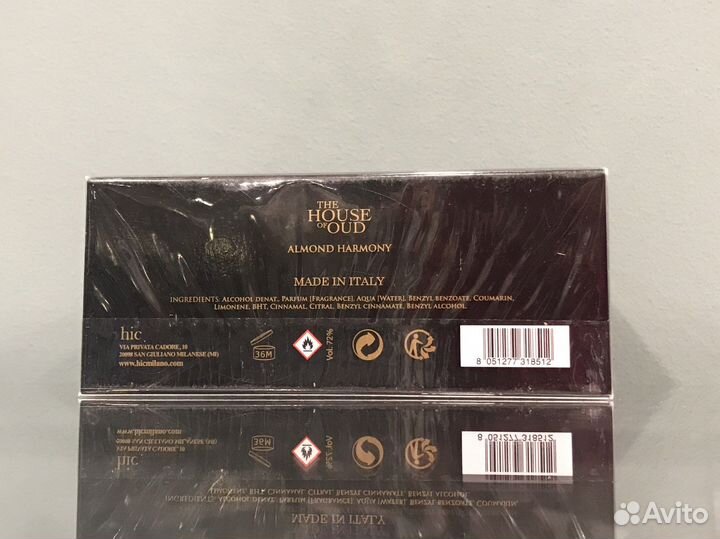 THE
HOUSE
OF OUD
ALMOND HARMONY
MADE IN ITALY
INGREDIENTS: ALCOHOL DENAT., PARFUM [FRAGRANCE], AQUA [WATER], BENZYL BENZOATE, COUMARIN,
LIMONENE, BHT, CINNAMAL, CITRAL, BENZYL CINNAMATE, BENZYL ALCOHOL.
hic
VIA PRIVATA CADORE, 10
20098 SAN GIULIANO MILANESE (MI)
www.hicmilano.com
36M
Vol. 72%
8 051277 318512
Avito